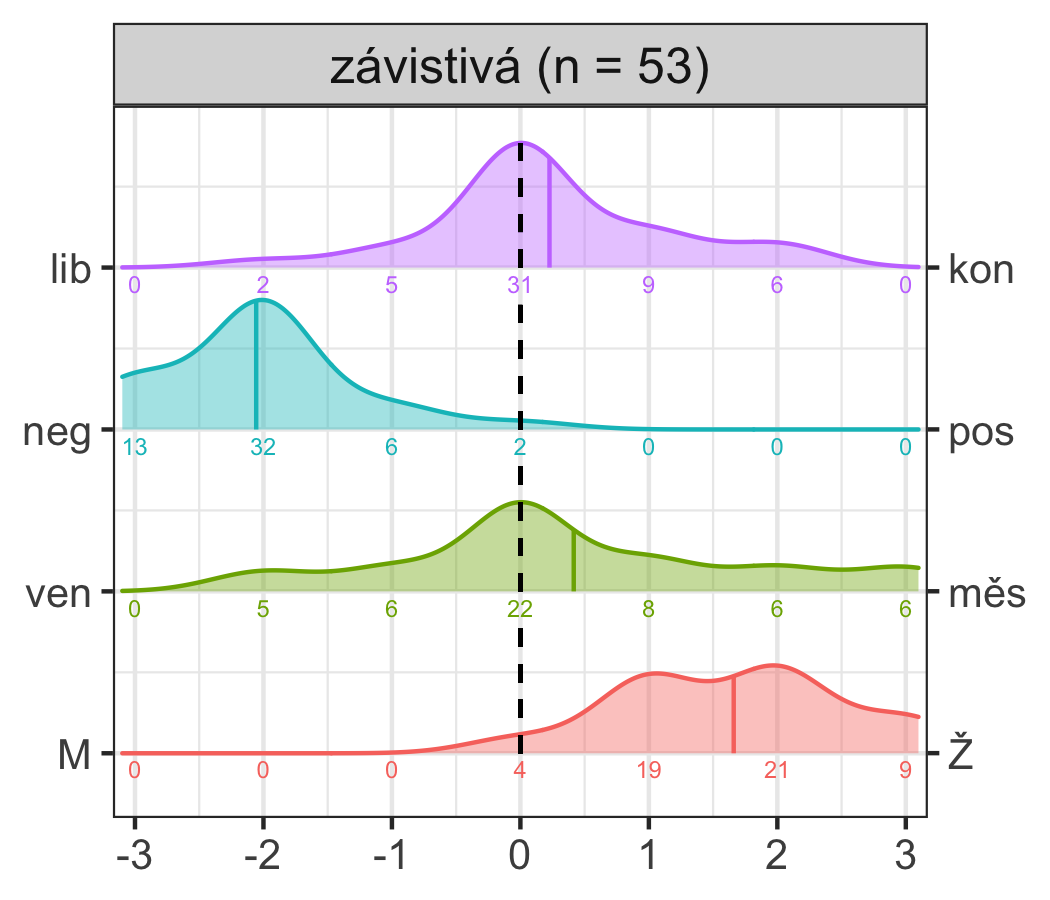 závistivá (n = 53)
lib kon
0 2 5 31 9 6 0
neg pos
13 32 6 2 0 0 0
ven měs
0 5 6 22 8 6 6
M Ž
0 0 0 4 19 21 9
-3 -2 -1 0 1 2 3